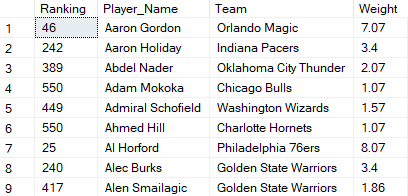 Ranking Player_Name Team Weight
1 46 Aaron Gordon Orlando Magic 7.07
2 242 Aaron Holiday Indiana Pacers 3.4
3 389 Abdel Nader Oklahoma City Thunder 2.07
4 550 Adam Mokoka Chicago Bulls 1.07
5 449 Admiral Schofield Washington Wizards 1.57
6 550 Ahmed Hill Charlotte Hornets 1.07
7 25 Al Horford Philadelphia 76ers 8.07
8 240 Alec Burks Golden State Warriors 3.4
9 417 Alen Smailagic Golden State Warriors 1.86